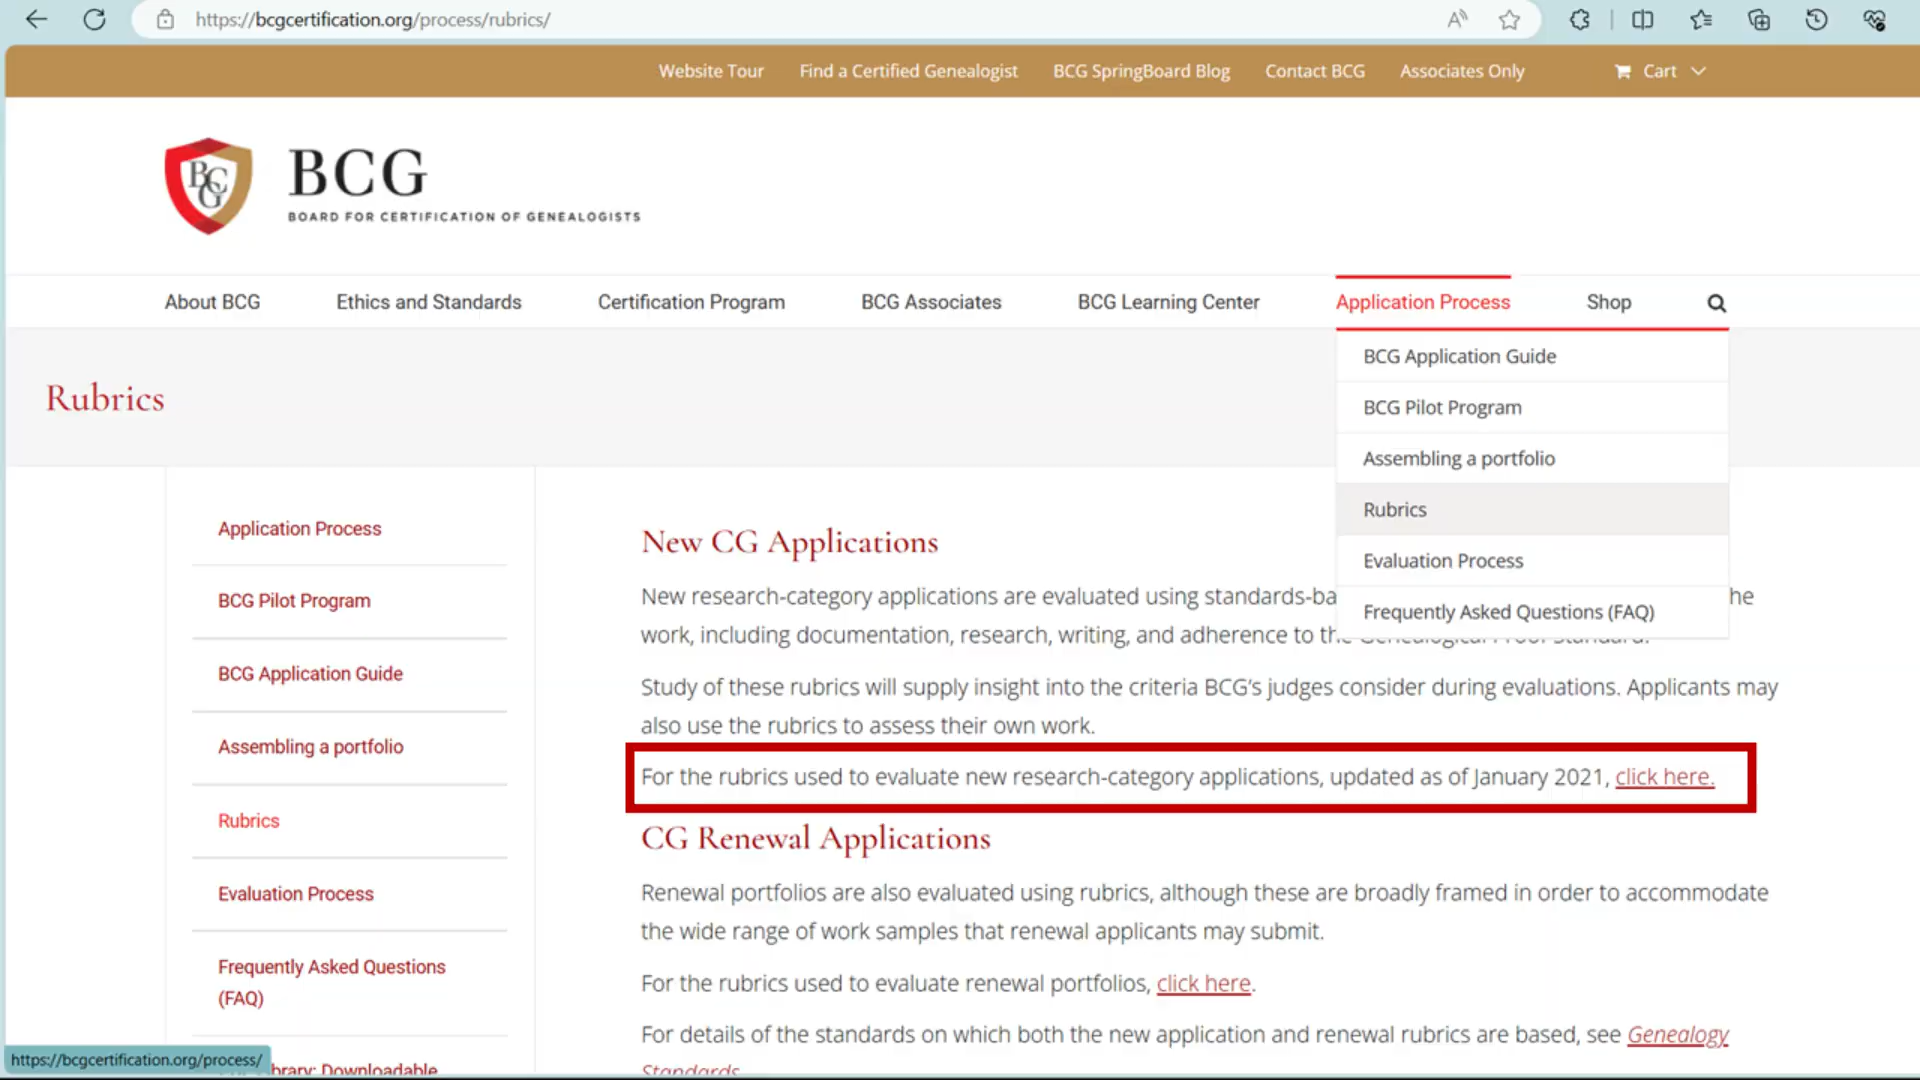 https://bcgcertification.org/process/rubrics/
Website Tour Find a Certified Genealogist BCG SpringBoard Blog Contact BCG Associates Only Cart
BCG
BCG
BOARD FOR CERTIFICATION OF GENEALOGISTS
About BCG Ethics and Standards Certification Program BCG Associates BCG Learning Center Application Process Shop
BCG Application Guide
BCG Pilot Program
Assembling a portfolio
Rubrics
Evaluation Process
Frequently Asked Questions (FAQ)
Rubrics
Application Process
BCG Pilot Program
BCG Application Guide
Assembling a portfolio
Rubrics
Evaluation Process
Frequently Asked Questions
(FAQ)
brary: Downloadable
New CG Applications
New research-category applications are evaluated using standards-ba he
work, including documentation, research, writing, and adherence to the Genealogical Proof Standard.
Study of these rubrics will supply insight into the criteria BCG's judges consider during evaluations. Applicants may
also use the rubrics to assess their own work.
For the rubrics used to evaluate new research-category applications, updated as of January 2021, click here.
CG Renewal Applications
Renewal portfolios are also evaluated using rubrics, although these are broadly framed in order to accommodate
the wide range of work samples that renewal applicants may submit.
For the rubrics used to evaluate renewal portfolios, click here.
For details of the standards on which both the new application and renewal rubrics are based, see Genealogy
Standards
https://bcgcertification.org/process/